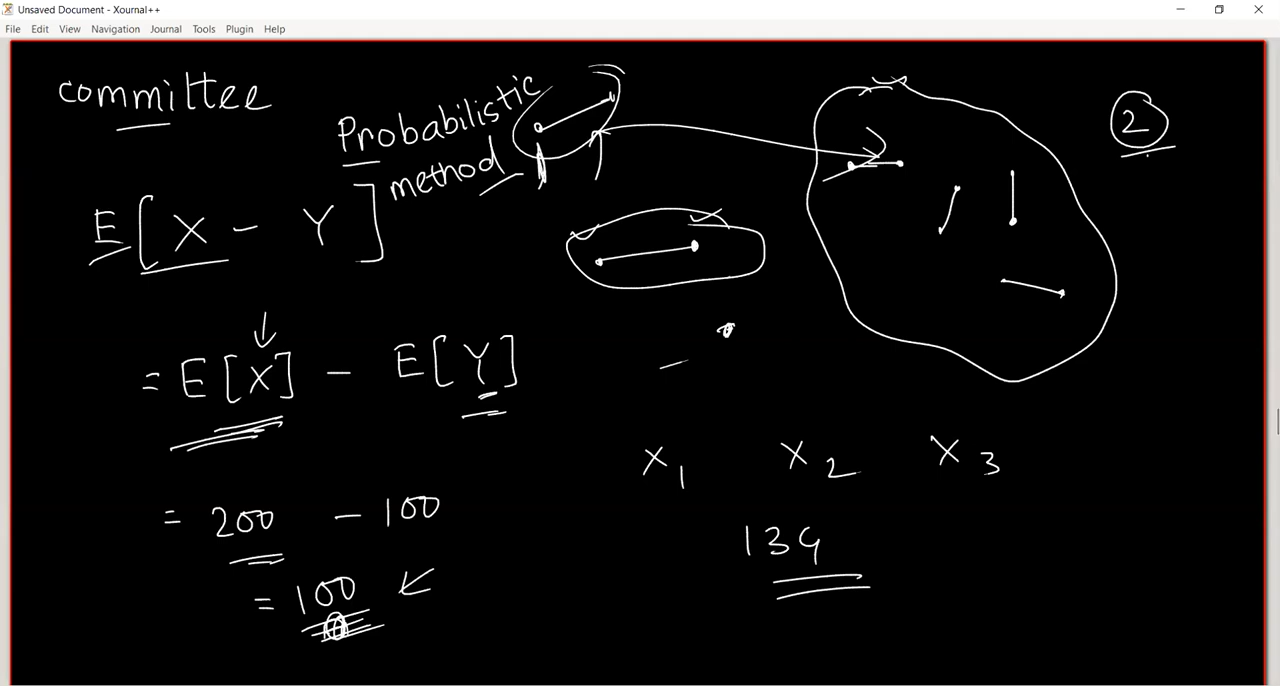 Unsaved Document - Xournal++
File Edit View Navigation Journal Tools Plugin Help
committee
Probabilistic
method
2
E[X - Y]
= E[X] - E[Y]
X1 X2 X3
= 200 - 100
139
= 100